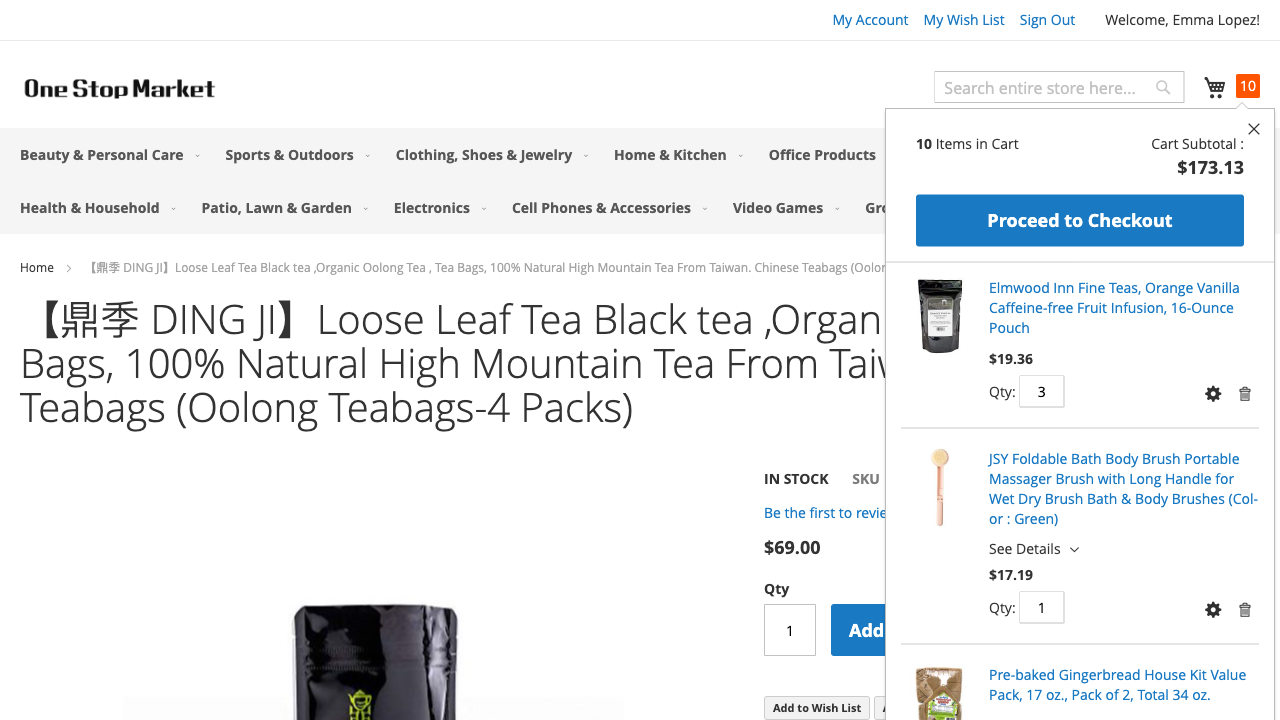 My Account My Wish List Sign Out Welcome, Emma Lopez!
One Stop Market
Search entire store here...
10
Beauty & Personal Care Sports & Outdoors Clothing, Shoes & Jewelry Home & Kitchen Office Products
Health & Household Patio, Lawn & Garden Electronics Cell Phones & Accessories Video Games Gro
Home 【鼎季 DING JI】Loose Leaf Tea Black tea ,Organic Oolong Tea , Tea Bags, 100% Natural High Mountain Tea From Taiwan. Chinese Teabags (Oolor
【鼎季 DING JI】Loose Leaf Tea Black tea ,Organ
Bags, 100% Natural High Mountain Tea From Taiw
Teabags (Oolong Teabags-4 Packs)
IN STOCK SKU
Be the first to revie
$69.00
Qty
1
Add
Add to Wish List
10 Items in Cart
Cart Subtotal :
$173.13
Proceed to Checkout
Elmwood Inn Fine Teas, Orange Vanilla
Caffeine-free Fruit Infusion, 16-Ounce
Pouch
$19.36
Qty: 3
JSY Foldable Bath Body Brush Portable
Massager Brush with Long Handle for
Wet Dry Brush Bath & Body Brushes (Col-
or : Green)
See Details
$17.19
Qty: 1
Pre-baked Gingerbread House Kit Value
Pack, 17 oz., Pack of 2, Total 34 oz.